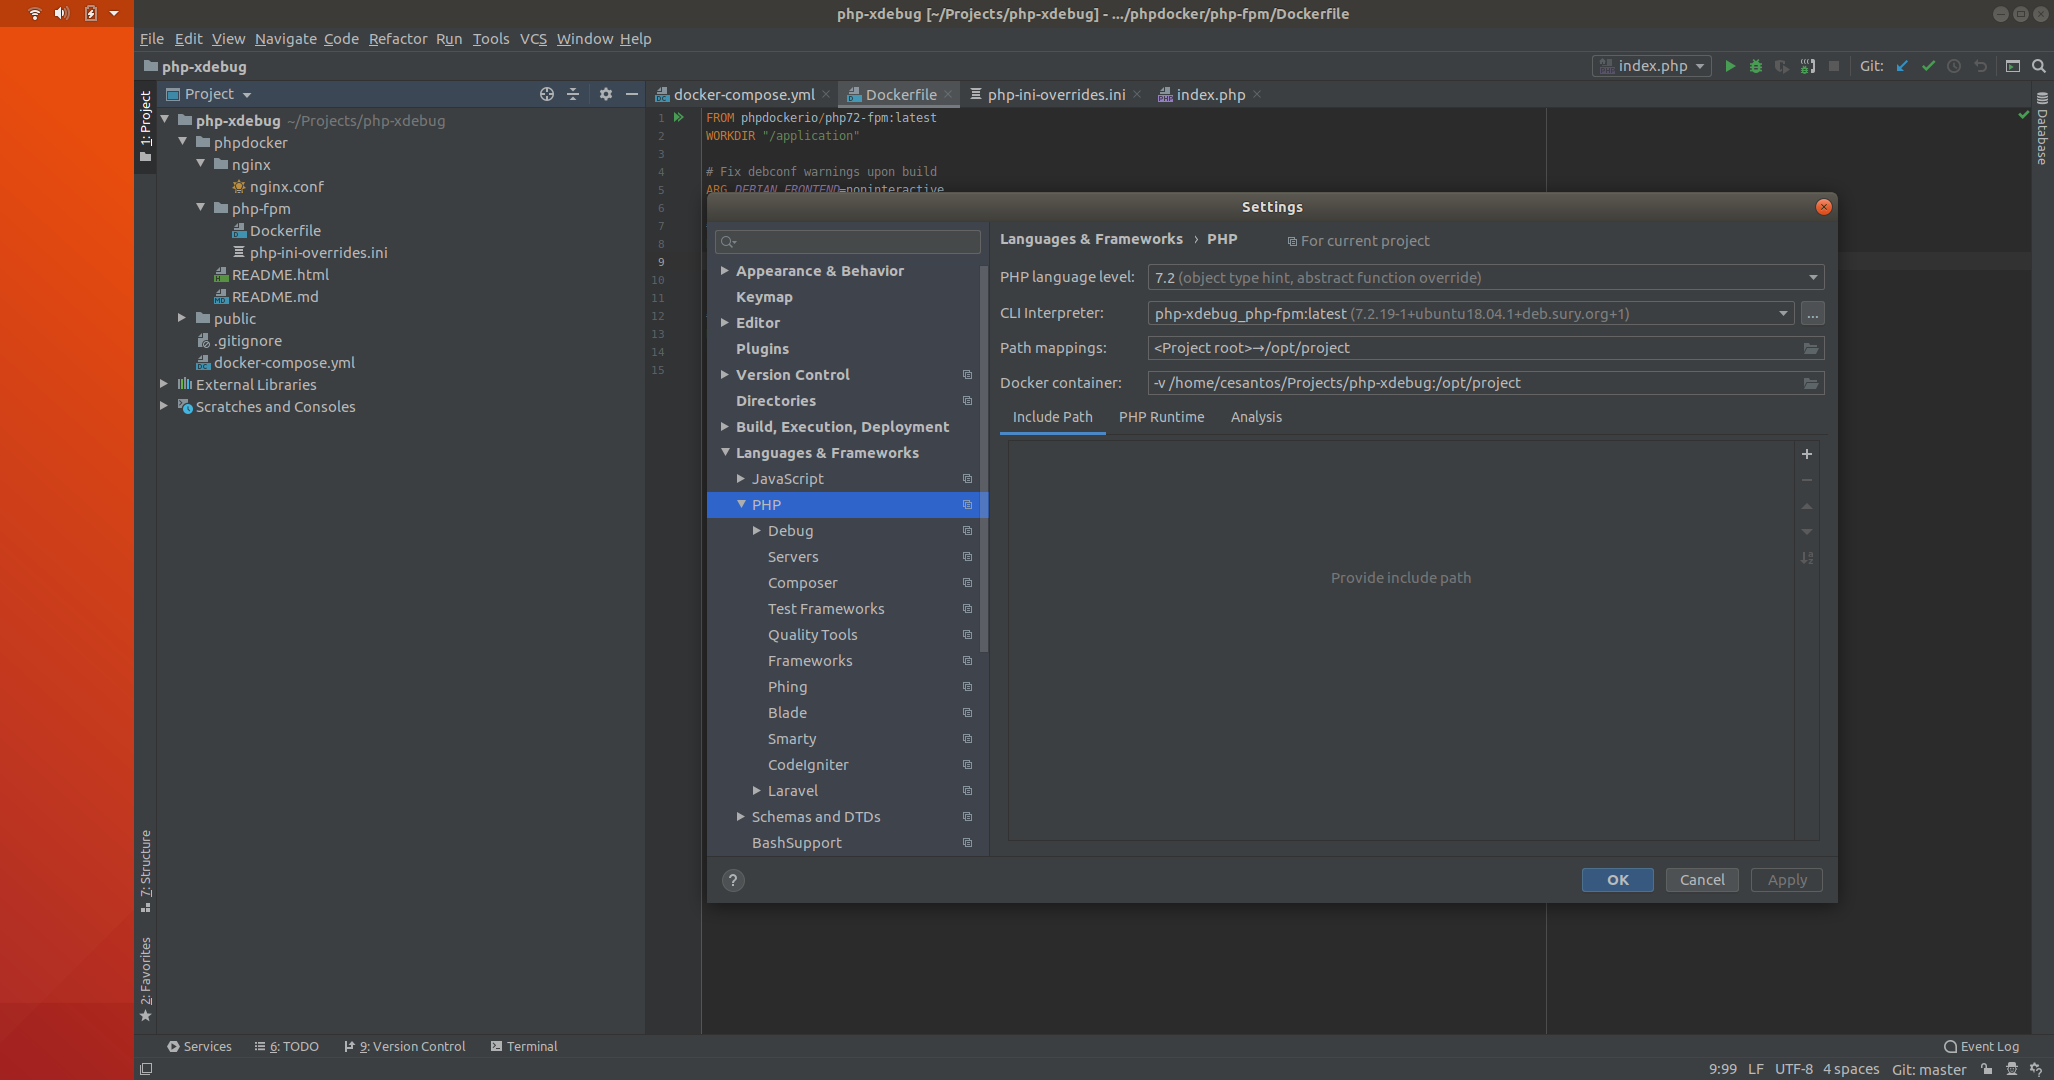 php-xdebug [~/Projects/php-xdebug] - .../phpdocker/php-fpm/Dockerfile
File Edit View Navigate Code Refactor Run Tools VCS Window Help
php-xdebug
index.php
Git:
1: Project
Project
docker-compose.yml
Dockerfile
php-ini-overrides.ini
index.php
Database
php-xdebug ~/Projects/php-xdebug
phpdocker
nginx
nginx.conf
php-fpm
Dockerfile
php-ini-overrides.ini
README.html
README.md
public
.gitignore
docker-compose.yml
External Libraries
Scratches and Consoles
1 FROM phpdockerio/php72-fpm:latest
2 WORKDIR "/application"
3
4 # Fix debconf warnings upon build
5 ARG DEBIAN_FRONTEND=noninteractive
6
7
8
9
10
11
12
13
14
15
Settings
Appearance & Behavior
Keymap
Editor
Plugins
Version Control
Directories
Build, Execution, Deployment
Languages & Frameworks
JavaScript
PHP
Debug
Servers
Composer
Test Frameworks
Quality Tools
Frameworks
Phing
Blade
Smarty
CodeIgniter
Laravel
Schemas and DTDs
BashSupport
Languages & Frameworks › PHP
For current project
PHP language level: 7.2 (object type hint, abstract function override)
CLI Interpreter: php-xdebug_php-fpm:latest (7.2.19-1+ubuntu18.04.1+deb.sury.org+1) ...
Path mappings: <Project root>→/opt/project
Docker container: -v /home/cesantos/Projects/php-xdebug:/opt/project
Include Path PHP Runtime Analysis
Provide include path
?
OK Cancel Apply
7: Structure
2: Favorites
Services 6: TODO 9: Version Control Terminal
Event Log
9:99 LF UTF-8 4 spaces Git: master